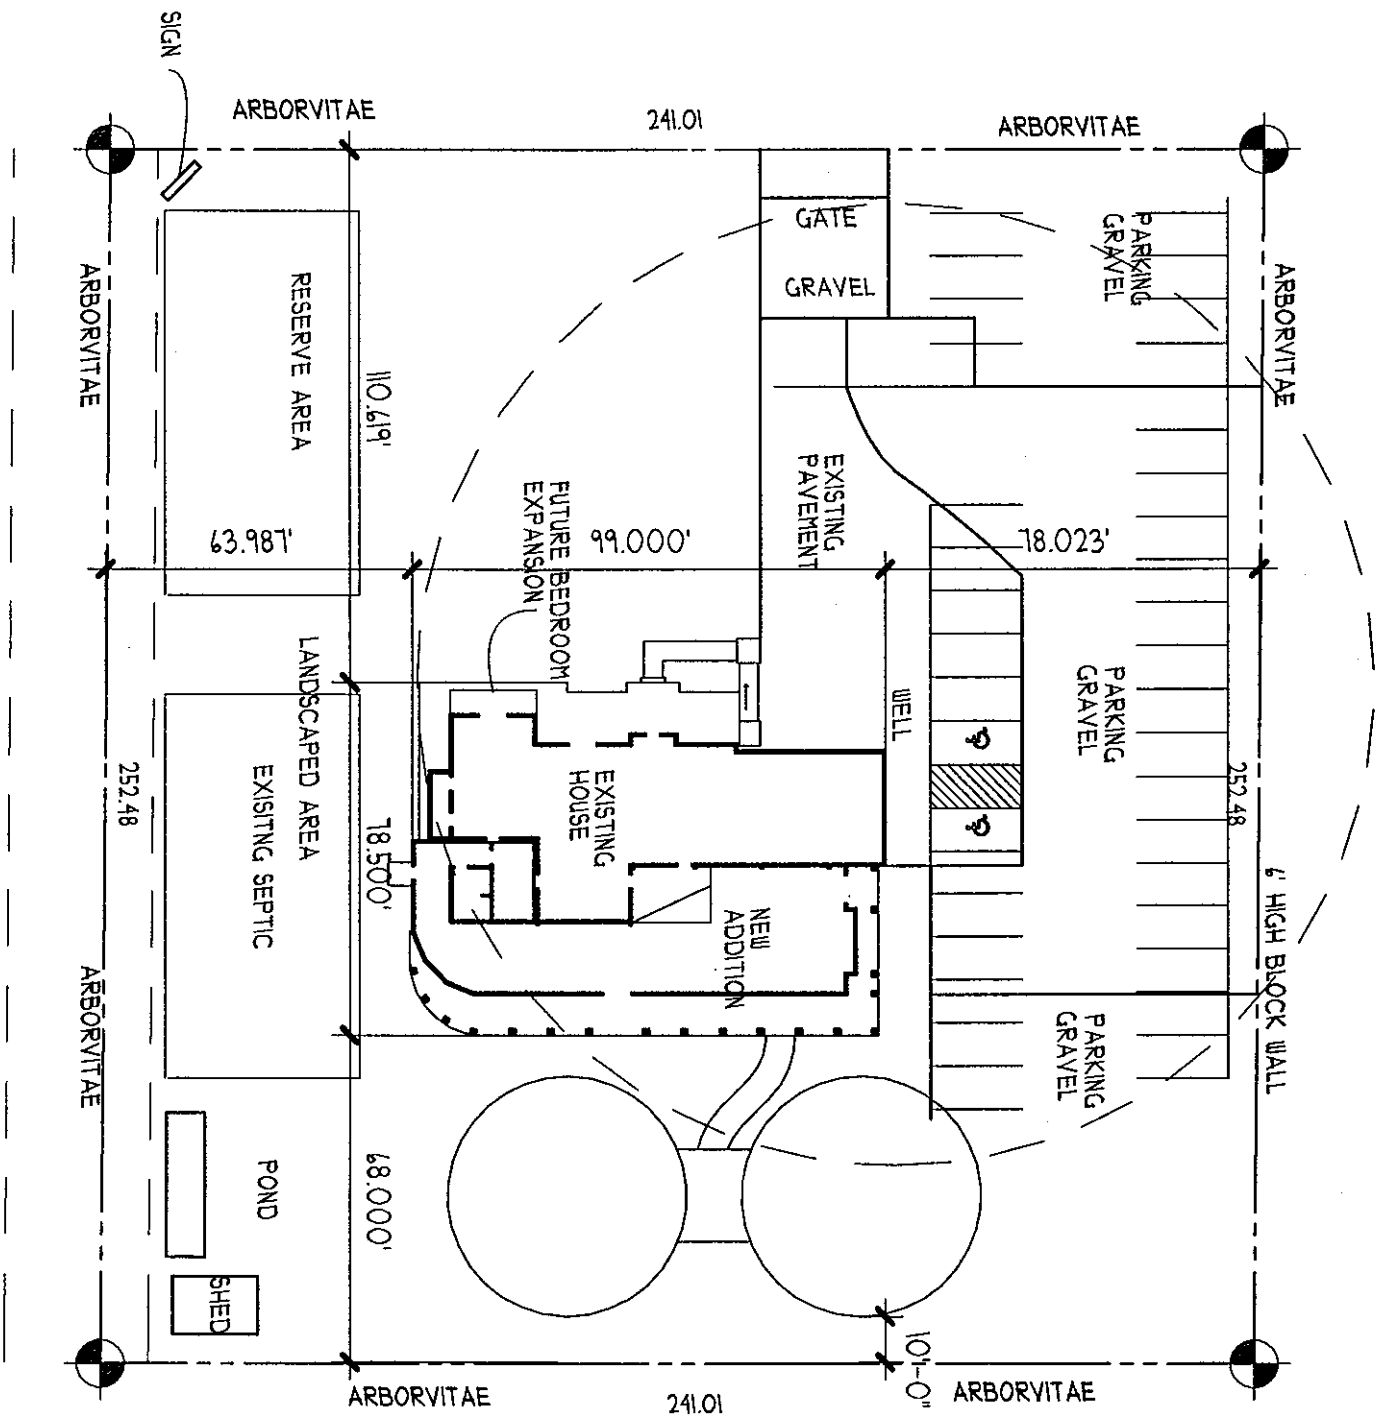 SIGN
ARBORVITAE
241.01
ARBORVITAE
GATE
GRAVEL
PARKING
GRAVEL
ARBORVITAE
ARBORVITAE
RESERVE AREA
110.619'
EXISTING
PAVEMENT
FUTURE BEDROOM
EXPANSION
63.987'
99.000'
78.023'
LANDSCAPED AREA
WELL
PARKING
GRAVEL
252.48
EXISITNG SEPTIC
78.500'
EXISTING
HOUSE
252.48
6' HIGH BLOCK WALL
NEW
ADDITION
ARBORVITAE
PARKING
GRAVEL
POND
68.000'
SHED
10'-0"
ARBORVITAE
241.01
ARBORVITAE